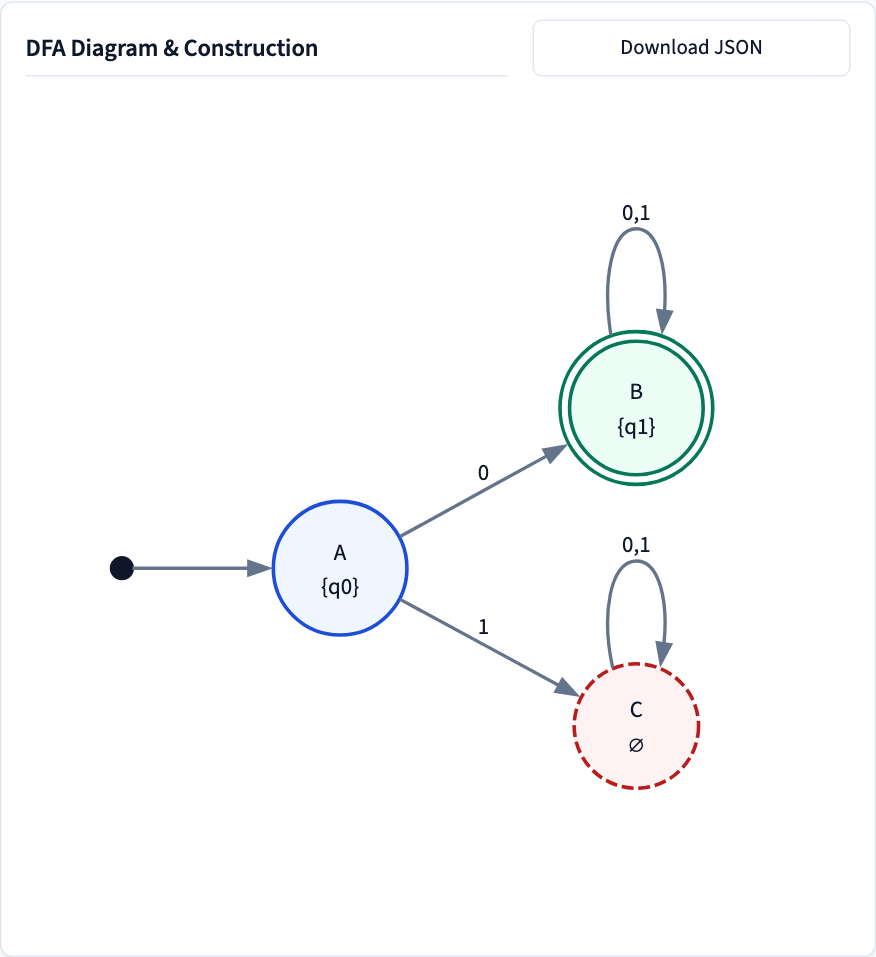 DFA Diagram & Construction
Download JSON
0,1
B
{q1}
0
A
{q0}
0,1
1
C
∅